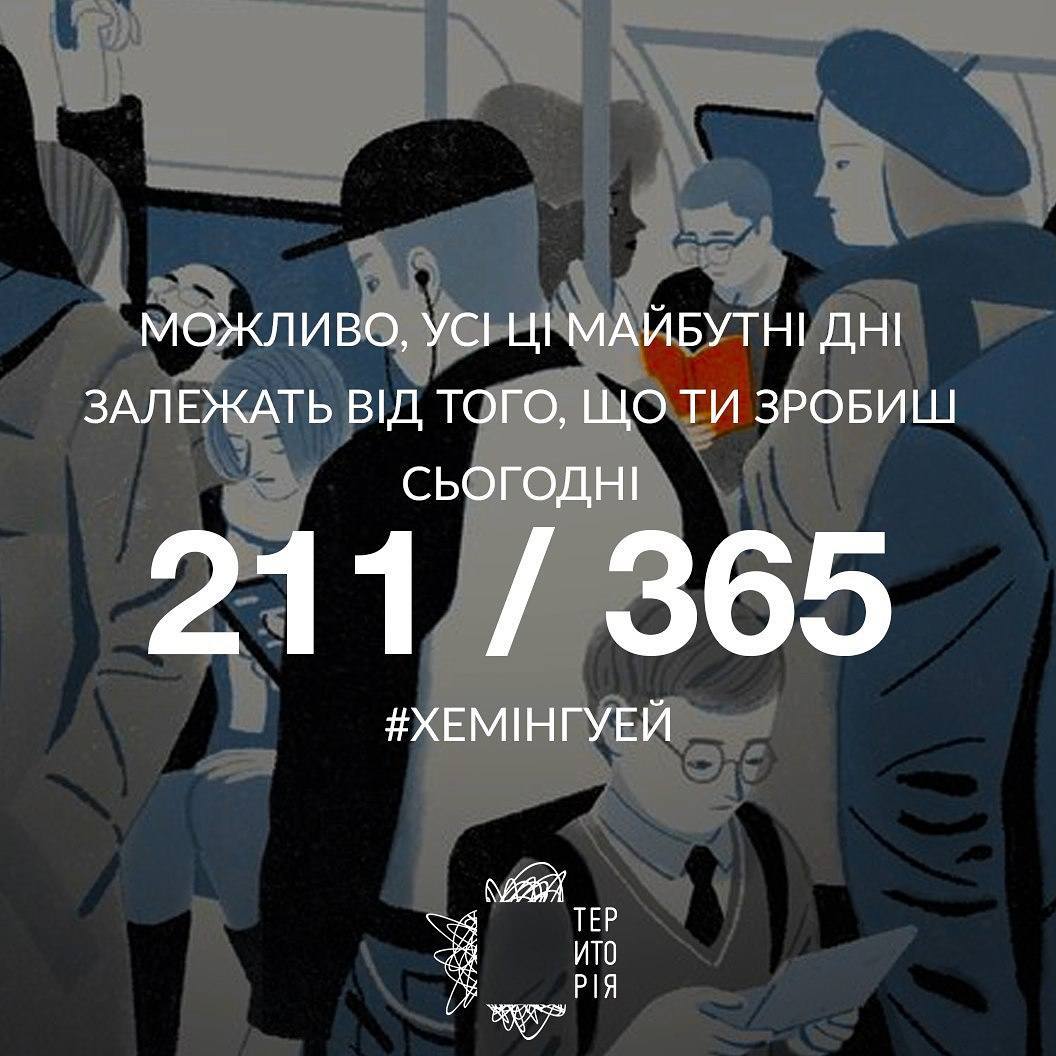 МОЖЛИВО, УСІ ЦІ МАЙБУТНІ ДНІ
ЗАЛЕЖАТЬ ВІД ТОГО, ЩО ТИ ЗРОБИШ
СЬОГОДНІ
211 / 365
#ХЕМІНГУЕЙ
ТЕР
ИТО
РІЯ